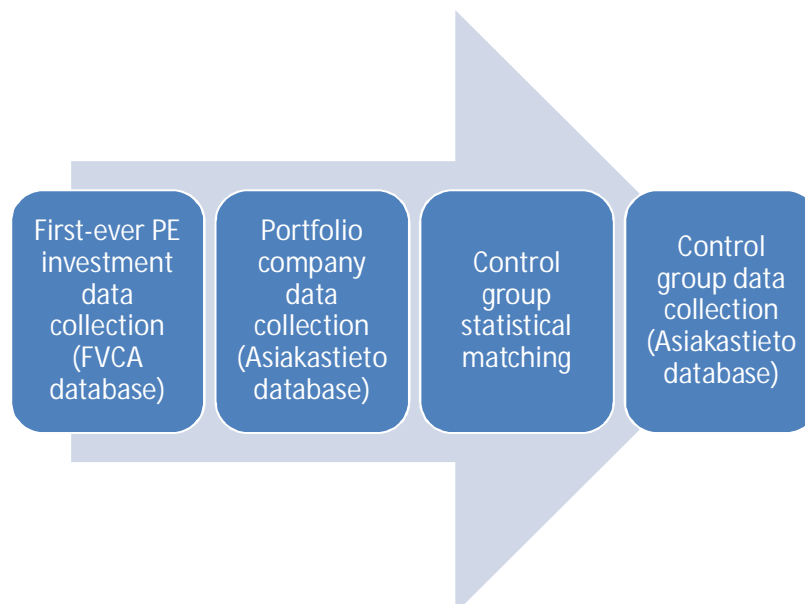 First-ever PE
investment
data
collection
(FVCA
database)
Portfolio
company
data
collection
(Asiakastieto
database)
Control
group
statistical
matching
Control
group data
collection
(Asiakastieto
database)